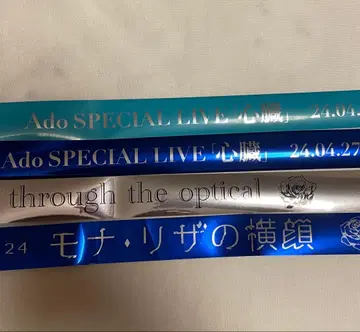 Ado SPECIAL LIVE「心臓」 24.04.
Ado SPECIAL LIVE「心臓」 24.04.27
through the optical
24 モナ・リザの横顔